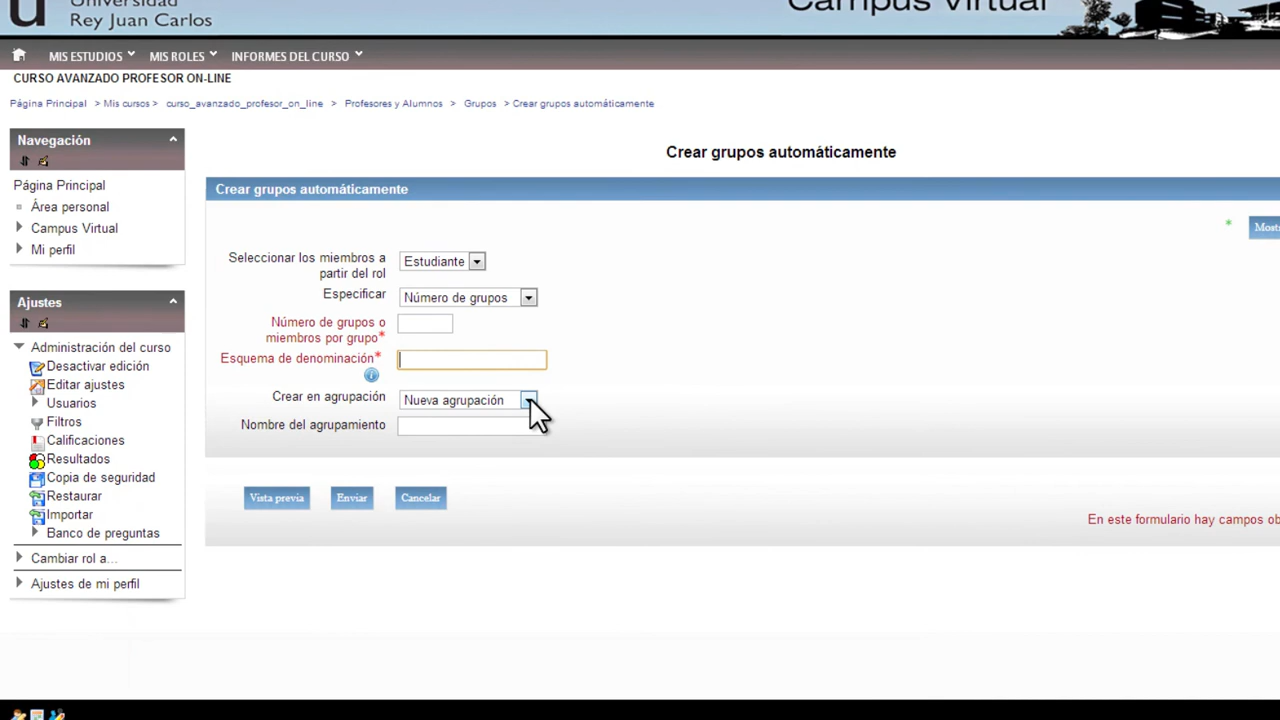 Universidad
Rey Juan Carlos
Campus Virtual
MIS ESTUDIOS MIS ROLES INFORMES DEL CURSO
CURSO AVANZADO PROFESOR ON-LINE
Página Principal > Mis cursos > curso_avanzado_profesor_on_line > Profesores y Alumnos > Grupos > Crear grupos automáticamente
Navegación
Página Principal
Área personal
Campus Virtual
Mi perfil
Ajustes
Administración del curso
Desactivar edición
Editar ajustes
Usuarios
Filtros
Calificaciones
Resultados
Copia de seguridad
Restaurar
Importar
Banco de preguntas
Cambiar rol a...
Ajustes de mi perfil
Crear grupos automáticamente
Crear grupos automáticamente
* Most
Seleccionar los miembros a
partir del rol
Estudiante
Especificar Número de grupos
Número de grupos o
miembros por grupo*
Esquema de denominación*
Crear en agrupación Nueva agrupación
Nombre del agrupamiento
Vista previa Enviar Cancelar
En este formulario hay campos ob